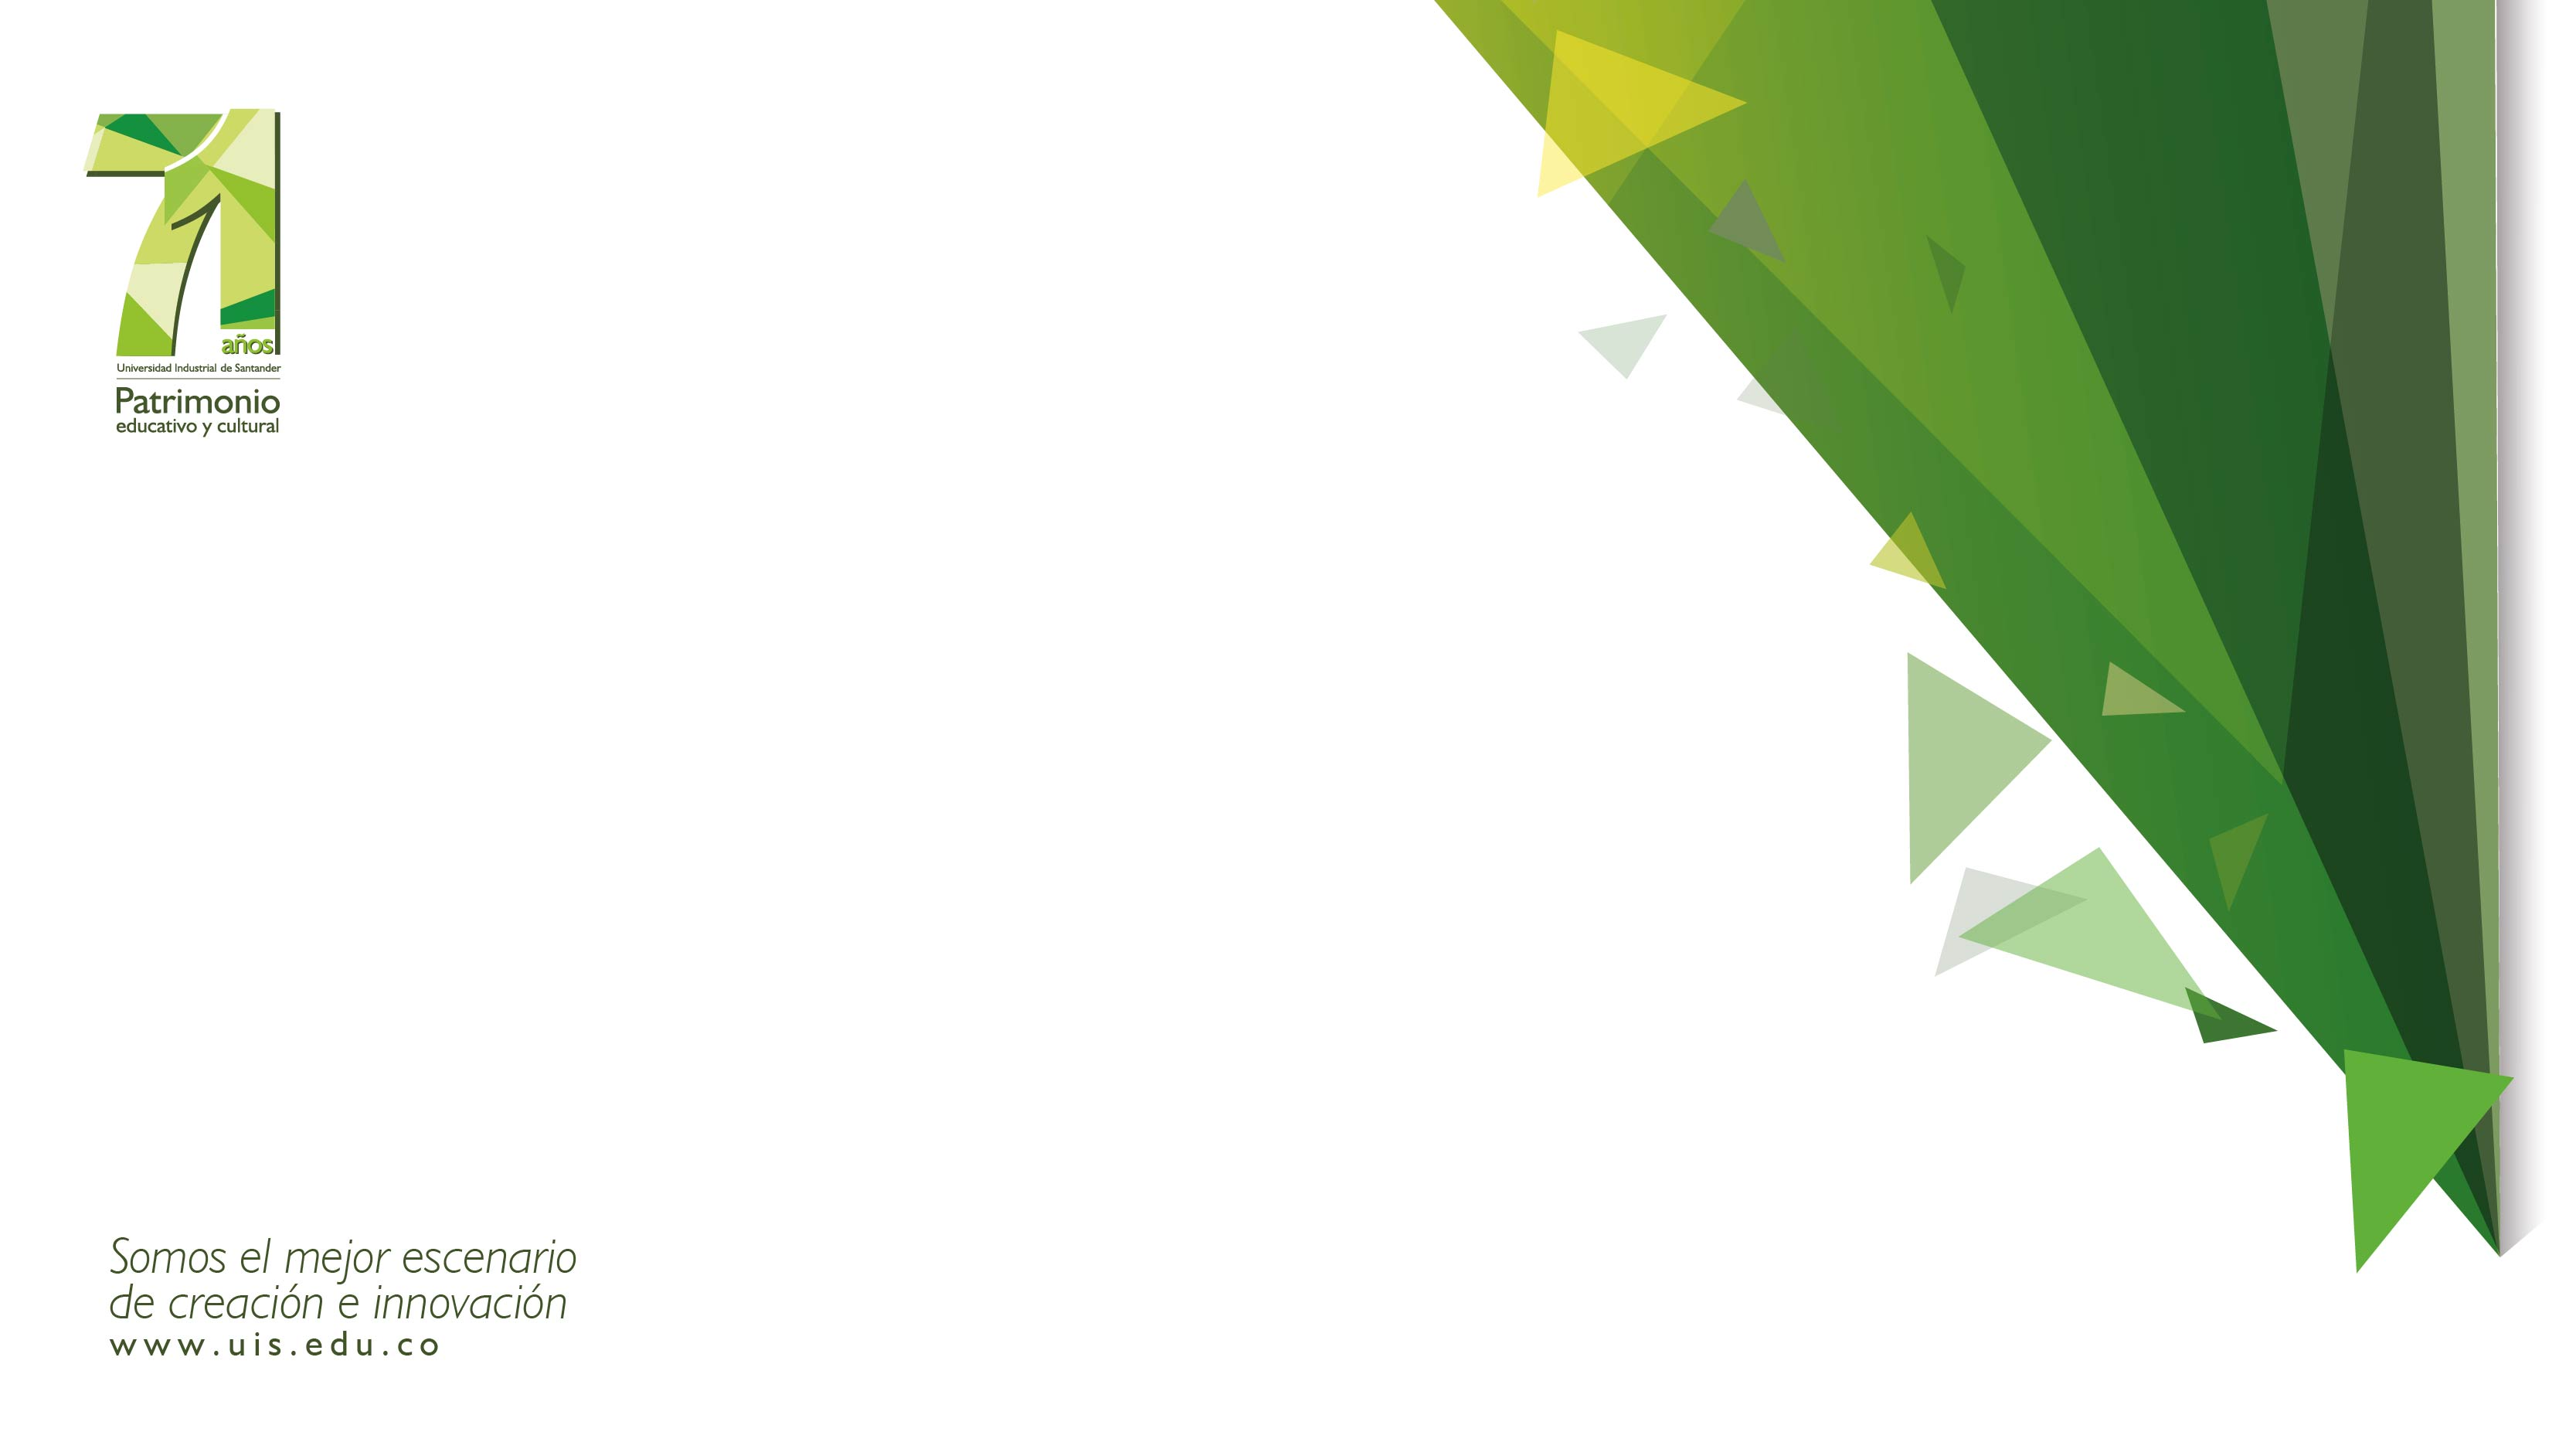 71
años
Universidad Industrial de Santander
Patrimonio
educativo y cultural
Somos el mejor escenario
de creación e innovación
www.uis.edu.co